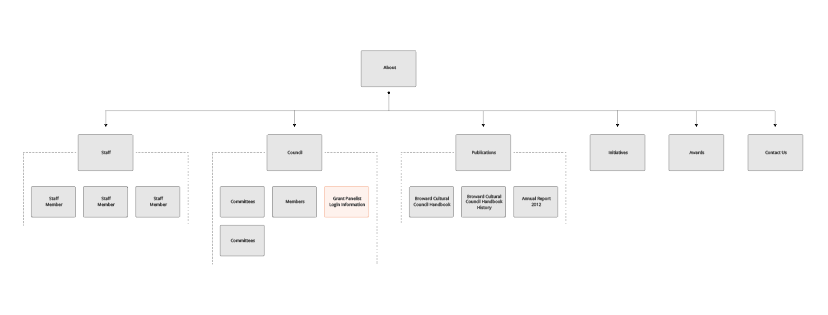 About
Staff
Council
Publications
Initiatives
Awards
Contact Us
Staff
Member
Staff
Member
Staff
Member
Committees
Members
Grant Panelist
Login Information
Broward Cultural
Council Handbook
Broward Cultural
Council Handbook
History
Annual Report
2012
Committees